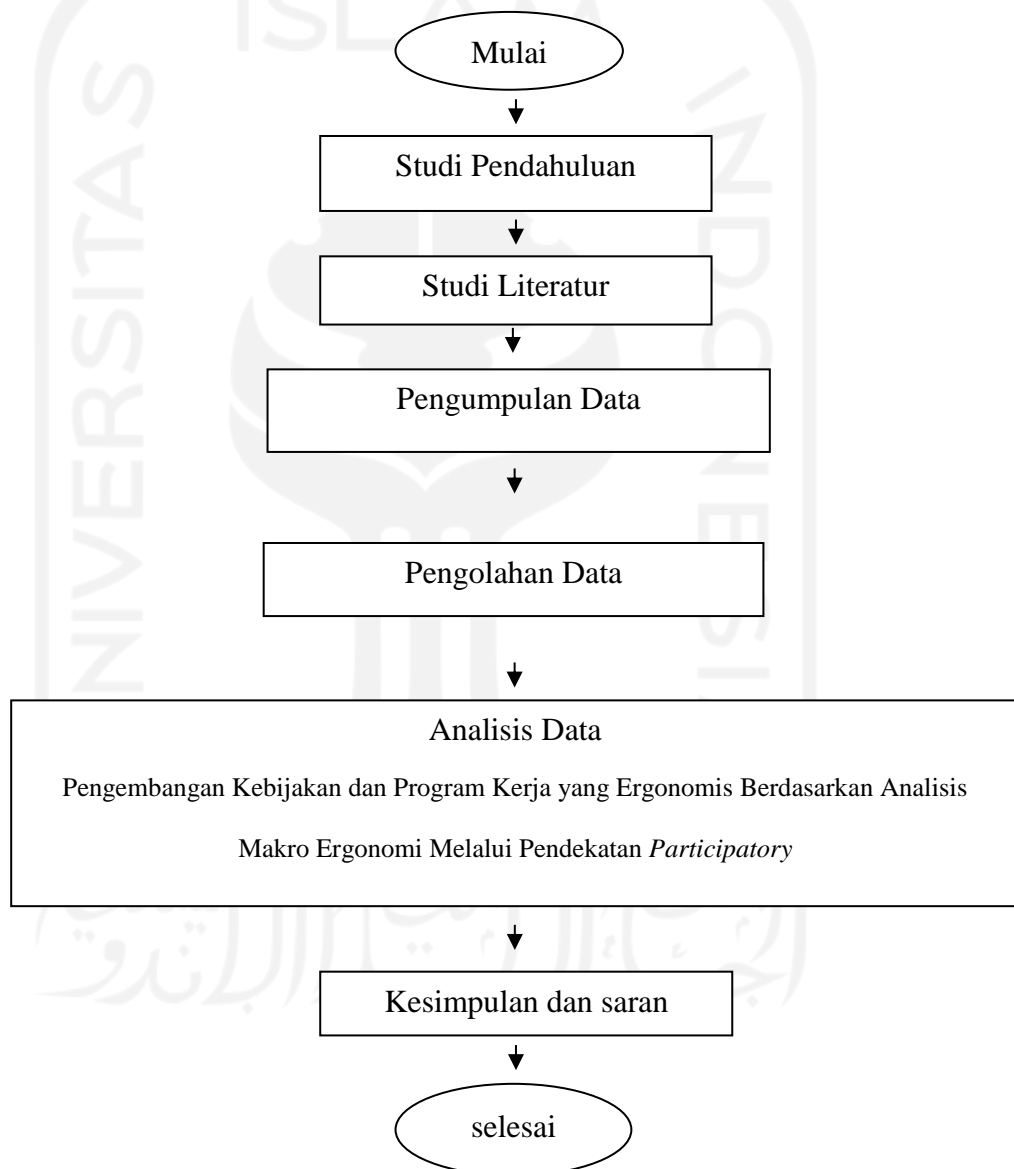 Mulai
Studi Pendahuluan
Studi Literatur
Pengumpulan Data
Pengolahan Data
Analisis Data
Pengembangan Kebijakan dan Program Kerja yang Ergonomis Berdasarkan Analisis
Makro Ergonomi Melalui Pendekatan Participatory
Kesimpulan dan saran
selesai
ISLAM